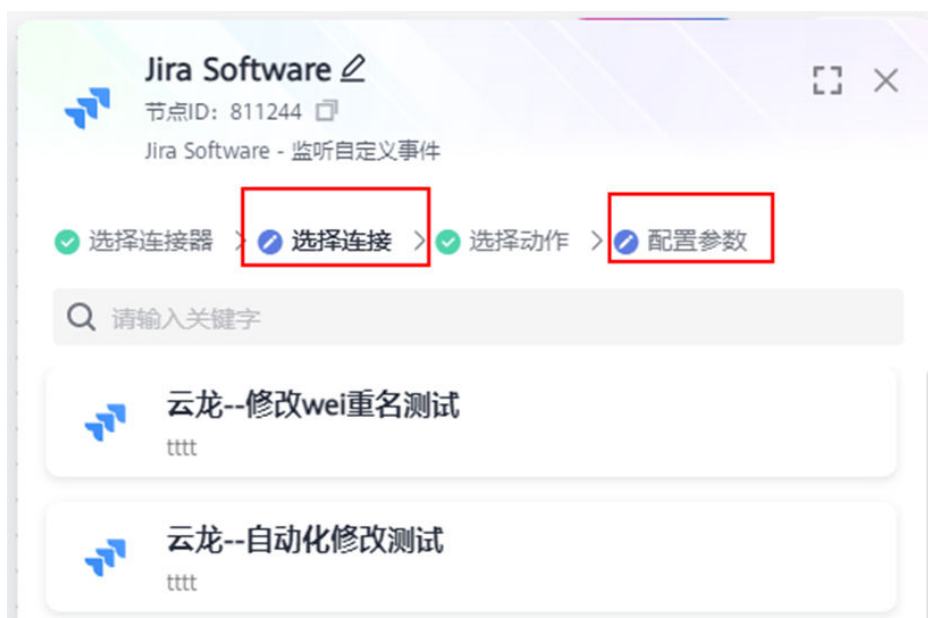 Jira Software
节点ID: 811244
Jira Software - 监听自定义事件
选择连接器 > 选择连接 > 选择动作 > 配置参数
请输入关键字
云龙--修改wei重名测试
tttt
云龙--自动化修改测试
tttt